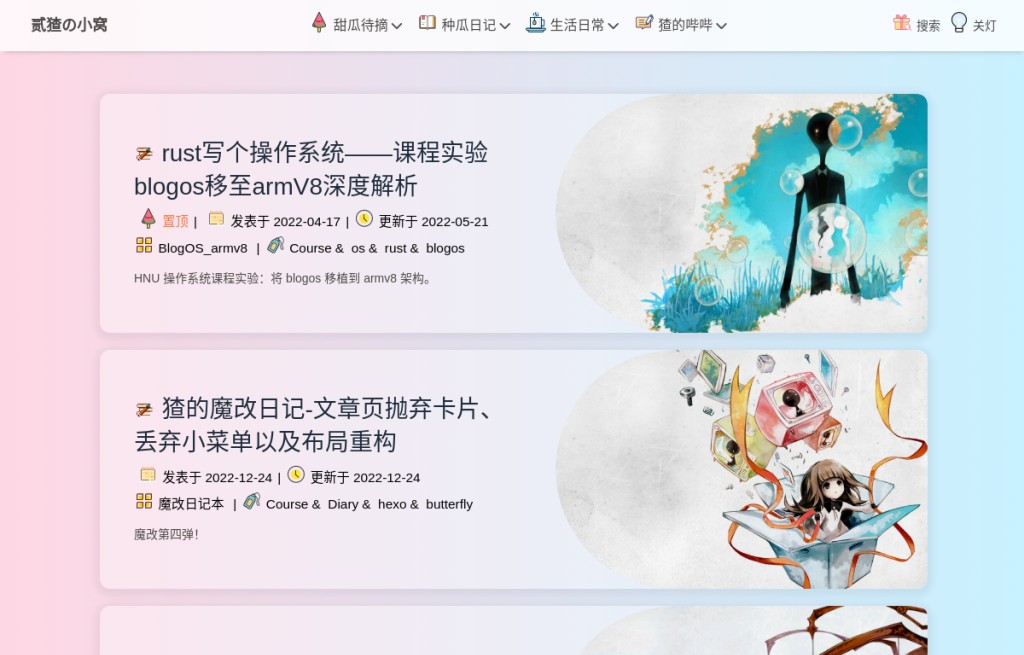 贰猹の小窝
甜瓜待摘 种瓜日记 生活日常 猹的哔哔 搜索 关灯
rust写个操作系统——课程实验
blogos移至armV8深度解析
置顶 | 发表于 2022-04-17 | 更新于 2022-05-21
BlogOS_armv8 | Course & os & rust & blogos
HNU 操作系统课程实验：将 blogos 移植到 armv8 架构。
猹的魔改日记-文章页抛弃卡片、
丢弃小菜单以及布局重构
发表于 2022-12-24 | 更新于 2022-12-24
魔改日记本 | Course & Diary & hexo & butterfly
魔改第四弹！